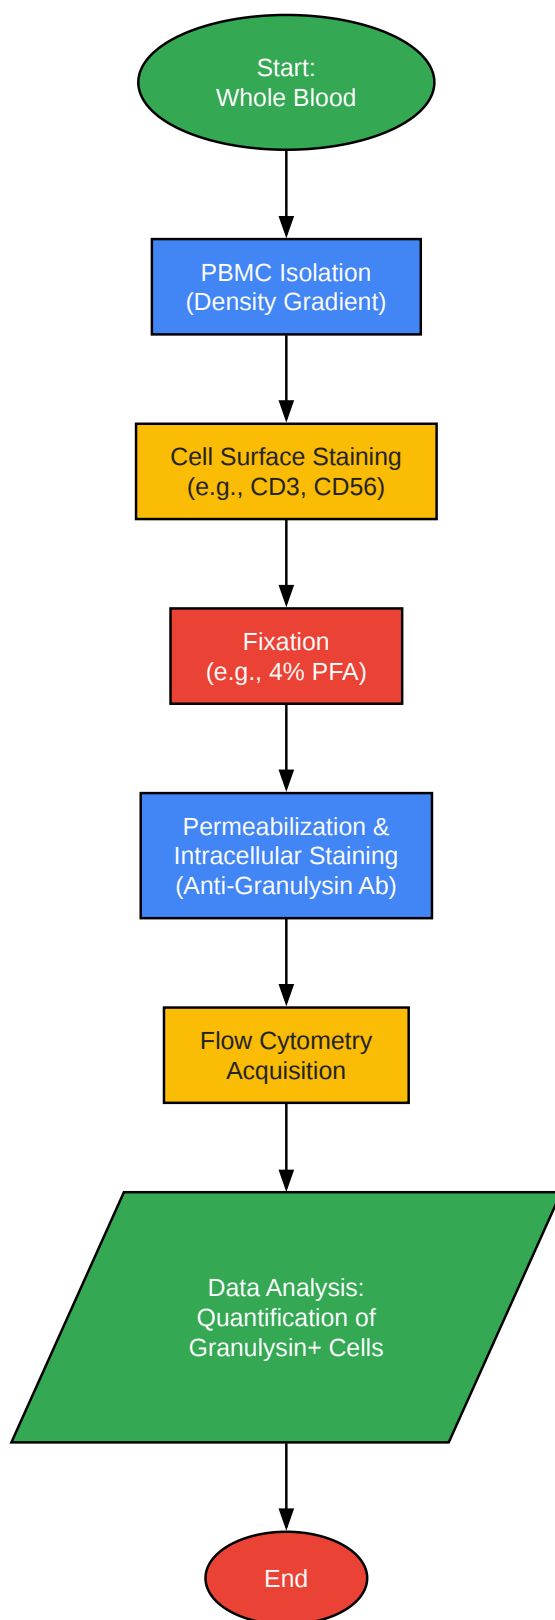 Start:
Whole Blood
PBMC Isolation
(Density Gradient)
Cell Surface Staining
(e.g., CD3, CD56)
Fixation
(e.g., 4% PFA)
Permeabilization &
Intracellular Staining
(Anti-Granulysin Ab)
Flow Cytometry
Acquisition
Data Analysis:
Quantification of
Granulysin+ Cells
End